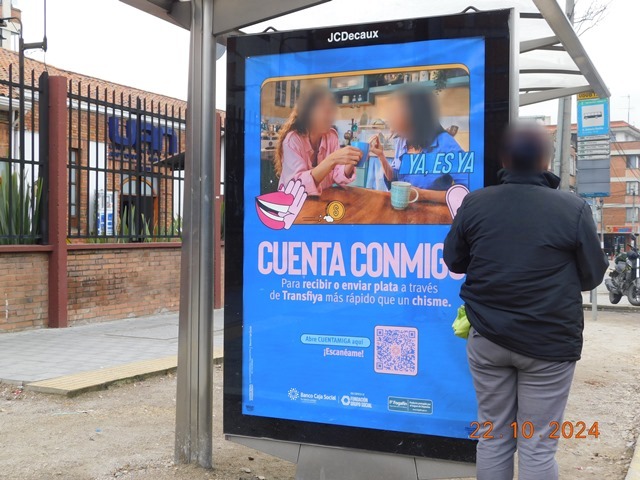 JCDecaux
uan
YA, ES YA
CUENTA CONMIGO
Para recibir o enviar plata a través
de Transfiya más rápido que un chisme.
Abre CUENTAMIGA aquí
¡Escanéame!
Banco Caja Social
FUNDACIÓN
GRUPO SOCIAL
Fogafín
22 10 2024